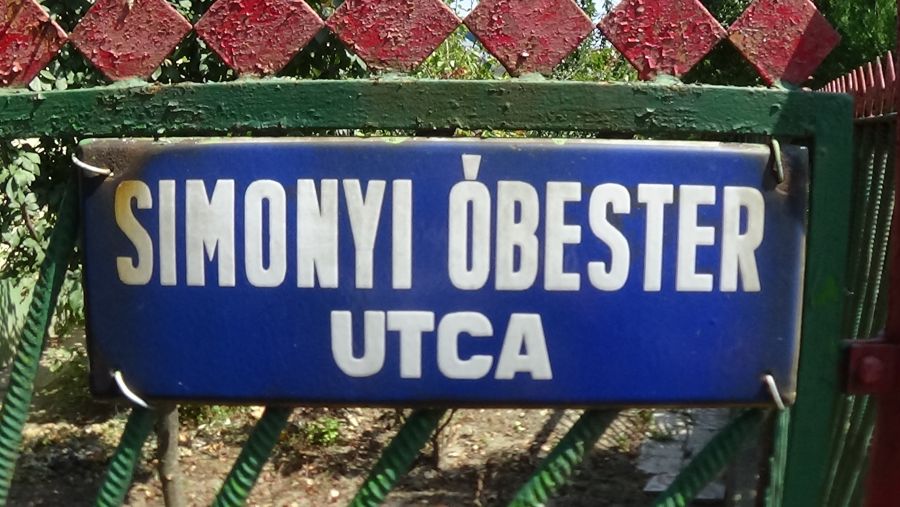 SIMONYI ÓBESTER
UTCA